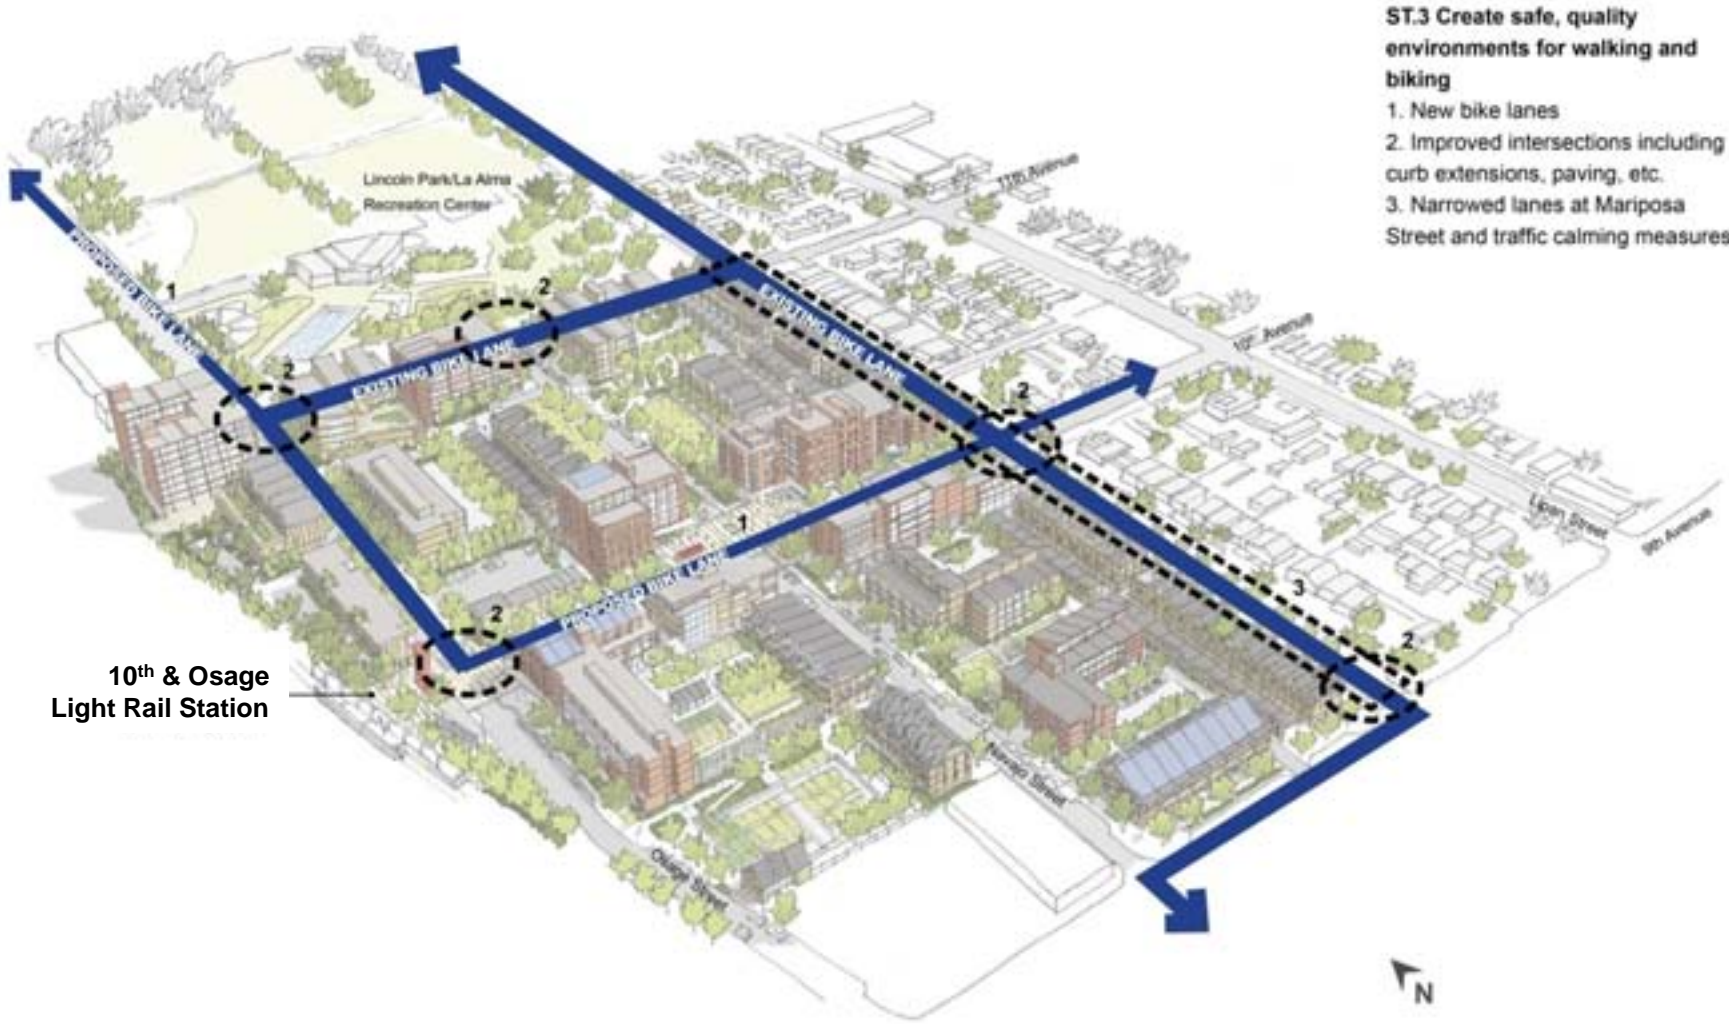 ST.3 Create safe, quality
environments for walking and
biking
1. New bike lanes
2. Improved intersections including
curb extensions, paving, etc.
3. Narrowed lanes at Mariposa
Street and traffic calming measures
11th Avenue
Lincoln Park/La Alma
Recreation Center
PROPOSED BIKE LANE
1
2
EXISTING BIKE LANE
EXISTING BIKE LANE
10th Avenue
2
2
Lipan Street
9th Avenue
1
PROPOSED BIKE LANE
3
2
2
10th & Osage
Light Rail Station
Navajo Street
Osage Street
N